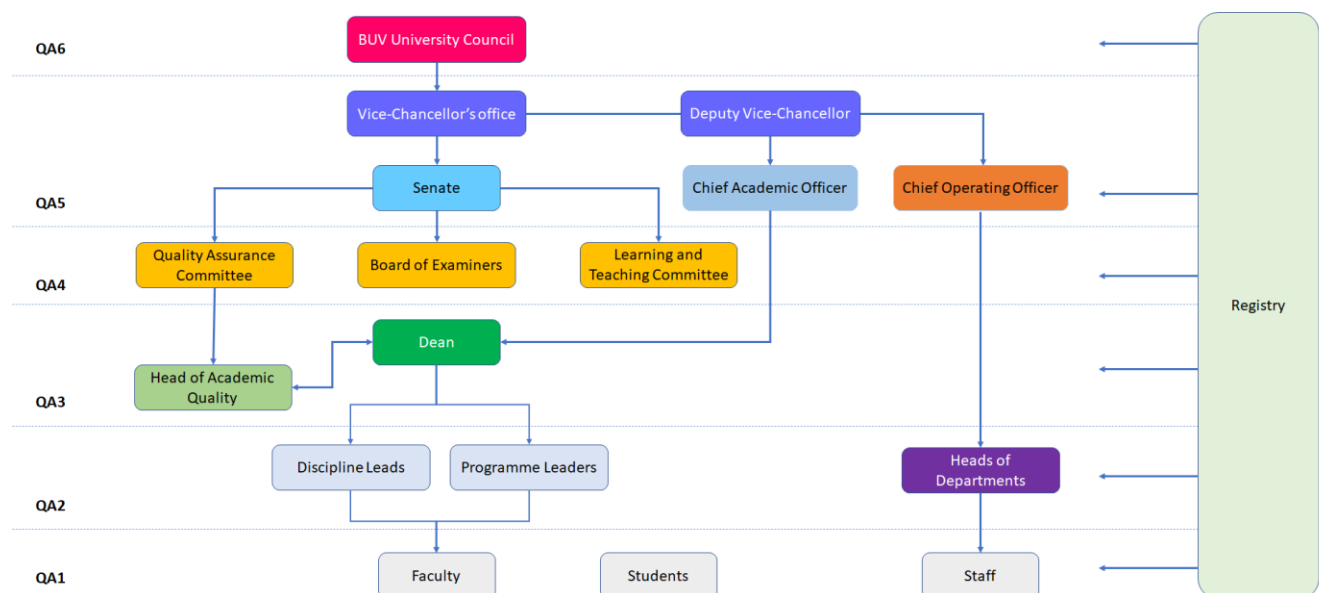 QA6
BUV University Council
Vice-Chancellor's office
Deputy Vice-Chancellor
QA5
Senate
Chief Academic Officer
Chief Operating Officer
QA4
Quality Assurance
Committee
Board of Examiners
Learning and
Teaching Committee
Registry
Dean
QA3
Head of Academic
Quality
QA2
Discipline Leads
Programme Leaders
Heads of
Departments
QA1
Faculty
Students
Staff